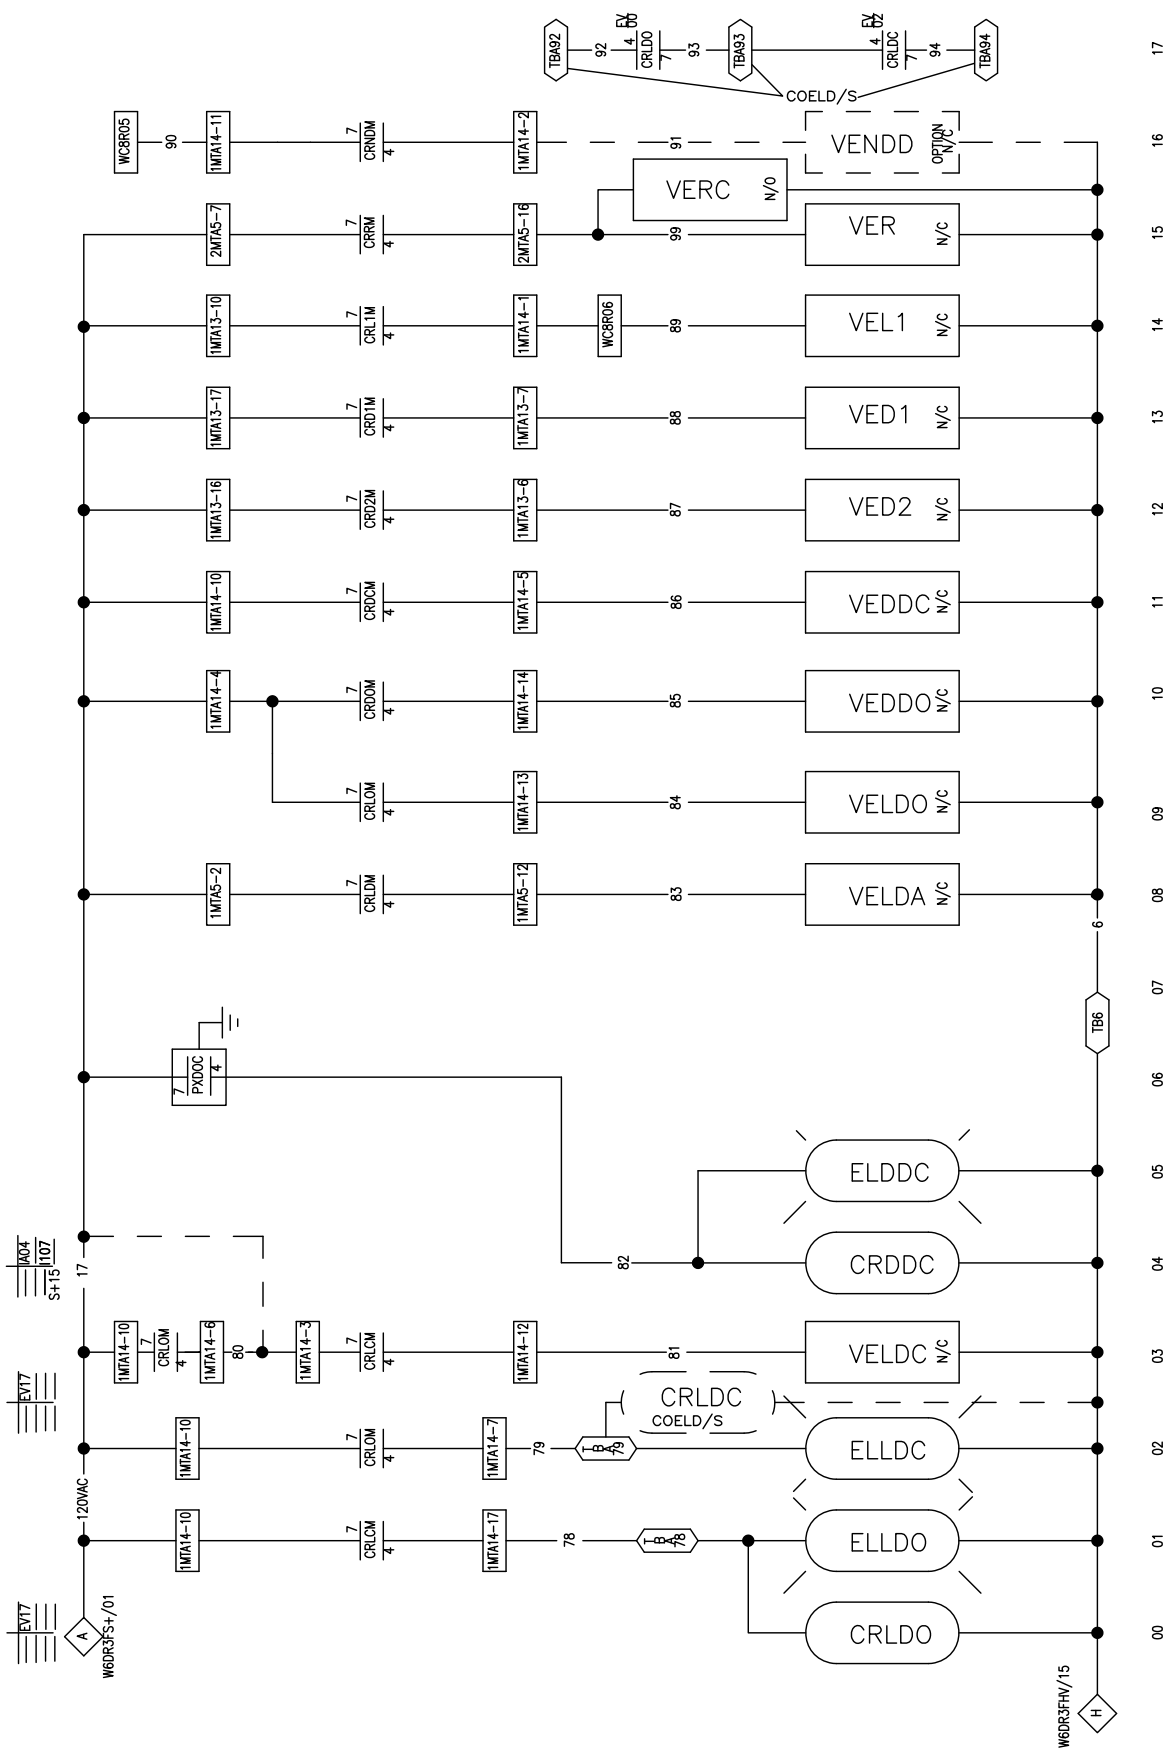 EV17
A
W6DR3FS+/01
W6DR3FHV/15
H
CRLDO
00
120VAC
1MTA14-10
7
CRLCM
4
1MTA14-17
78
TBA
78
ELLDO
01
1MTA14-10
7
CRLOM
4
1MTA14-7
79
TBA
79
ELLDC
02
EV17
CRLDC
COELD/S
1MTA14-10
7
CRLOM
4
1MTA14-6
80
1MTA14-3
7
CRLCM
4
1MTA14-12
81
VELDC
N/C
03
IA04
I107
S+15
17
82
CRDDC
04
ELDDC
05
7
PXDOC
4
06
TB6
07
6
1MTA5-2
7
CRLDM
4
1MTA5-12
83
VELDA
N/C
08
7
CRLOM
4
1MTA14-13
84
VELDO
N/C
09
1MTA14-4
7
CRDOM
4
1MTA14-14
85
VEDDO
N/C
10
1MTA14-10
7
CRDCM
4
1MTA14-5
86
VEDDC
N/C
11
1MTA13-16
7
CRD2M
4
1MTA13-6
87
VED2
N/C
12
1MTA13-17
7
CRD1M
4
1MTA13-7
88
VED1
N/C
13
1MTA13-10
7
CRL1M
4
1MTA14-1
WC8R06
89
VEL1
N/C
14
2MTA5-7
7
CRRM
4
2MTA5-16
99
VER
N/C
15
VERC
N/O
WC8R05
90
1MTA14-11
7
CRNDM
4
1MTA14-2
91
VENDD
OPTION
N/C
16
COELD/S
TBA92
92
EV
00
4
CRLDO
7
93
TBA93
EV
02
4
CRLDC
7
94
TBA94
17